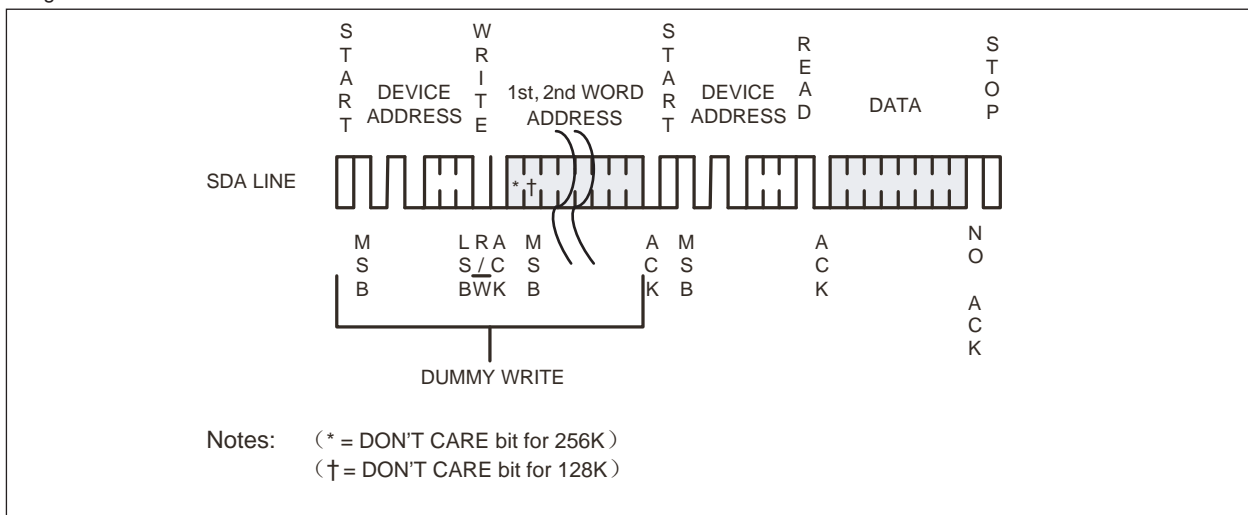 START
DEVICE ADDRESS
WRITE
1st, 2nd WORD ADDRESS
START
DEVICE ADDRESS
READ
DATA
STOP
SDA LINE
* †
MSB
LSB
R/W
ACK
MSB
ACK
MSB
ACK
NO ACK
DUMMY WRITE
Notes: （* = DON'T CARE bit for 256K）
（† = DON'T CARE bit for 128K）